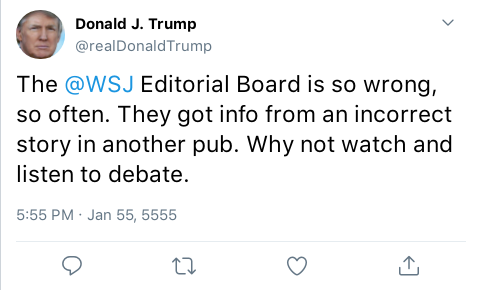 Donald J. Trump
@realDonaldTrump
The @WSJ Editorial Board is so wrong,
so often. They got info from an incorrect
story in another pub. Why not watch and
listen to debate.
5:55 PM · Jan 55, 5555